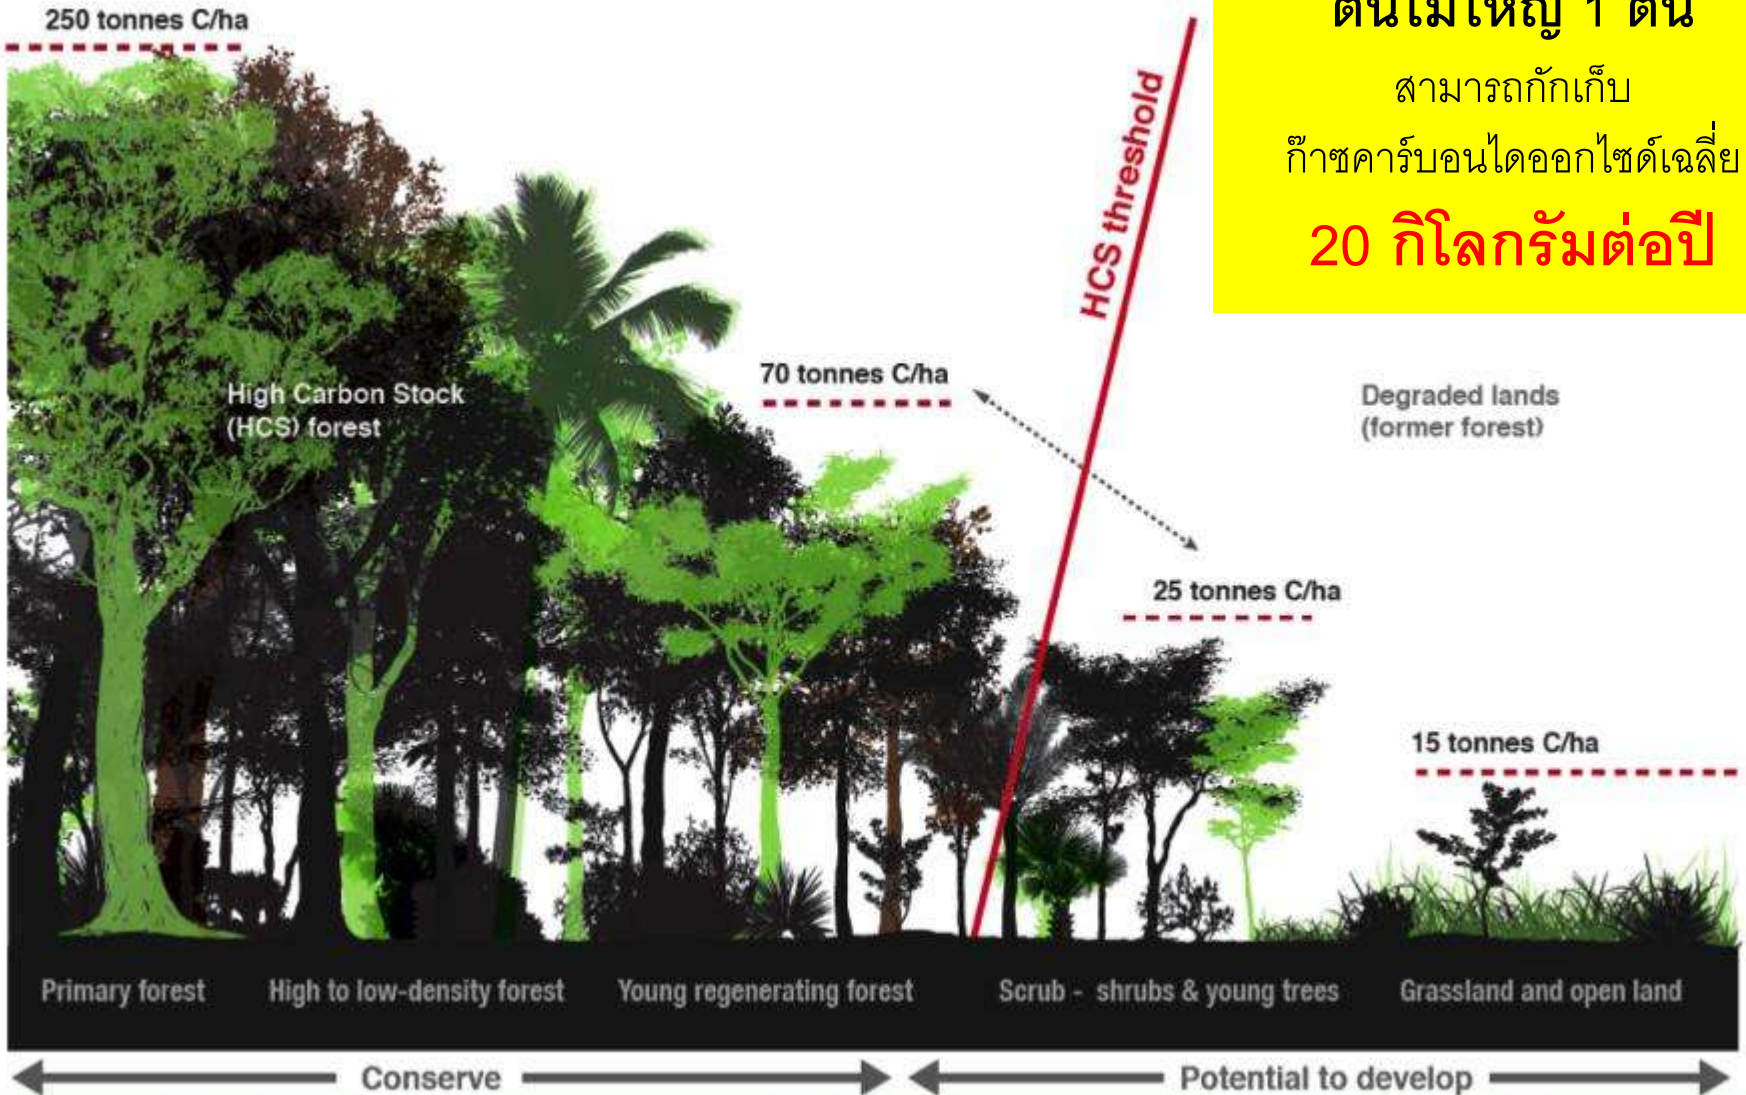 250 tonnes C/ha
ต้นไม้ใหญ่ 1 ต้น
สามารถกักเก็บ
ก๊าซคาร์บอนไดออกไซด์เฉลี่ย
20 กิโลกรัมต่อปี
HCS threshold
70 tonnes C/ha
High Carbon Stock
(HCS) forest
Degraded lands
(former forest)
25 tonnes C/ha
15 tonnes C/ha
Primary forest
High to low-density forest
Young regenerating forest
Scrub - shrubs & young trees
Grassland and open land
Conserve
Potential to develop